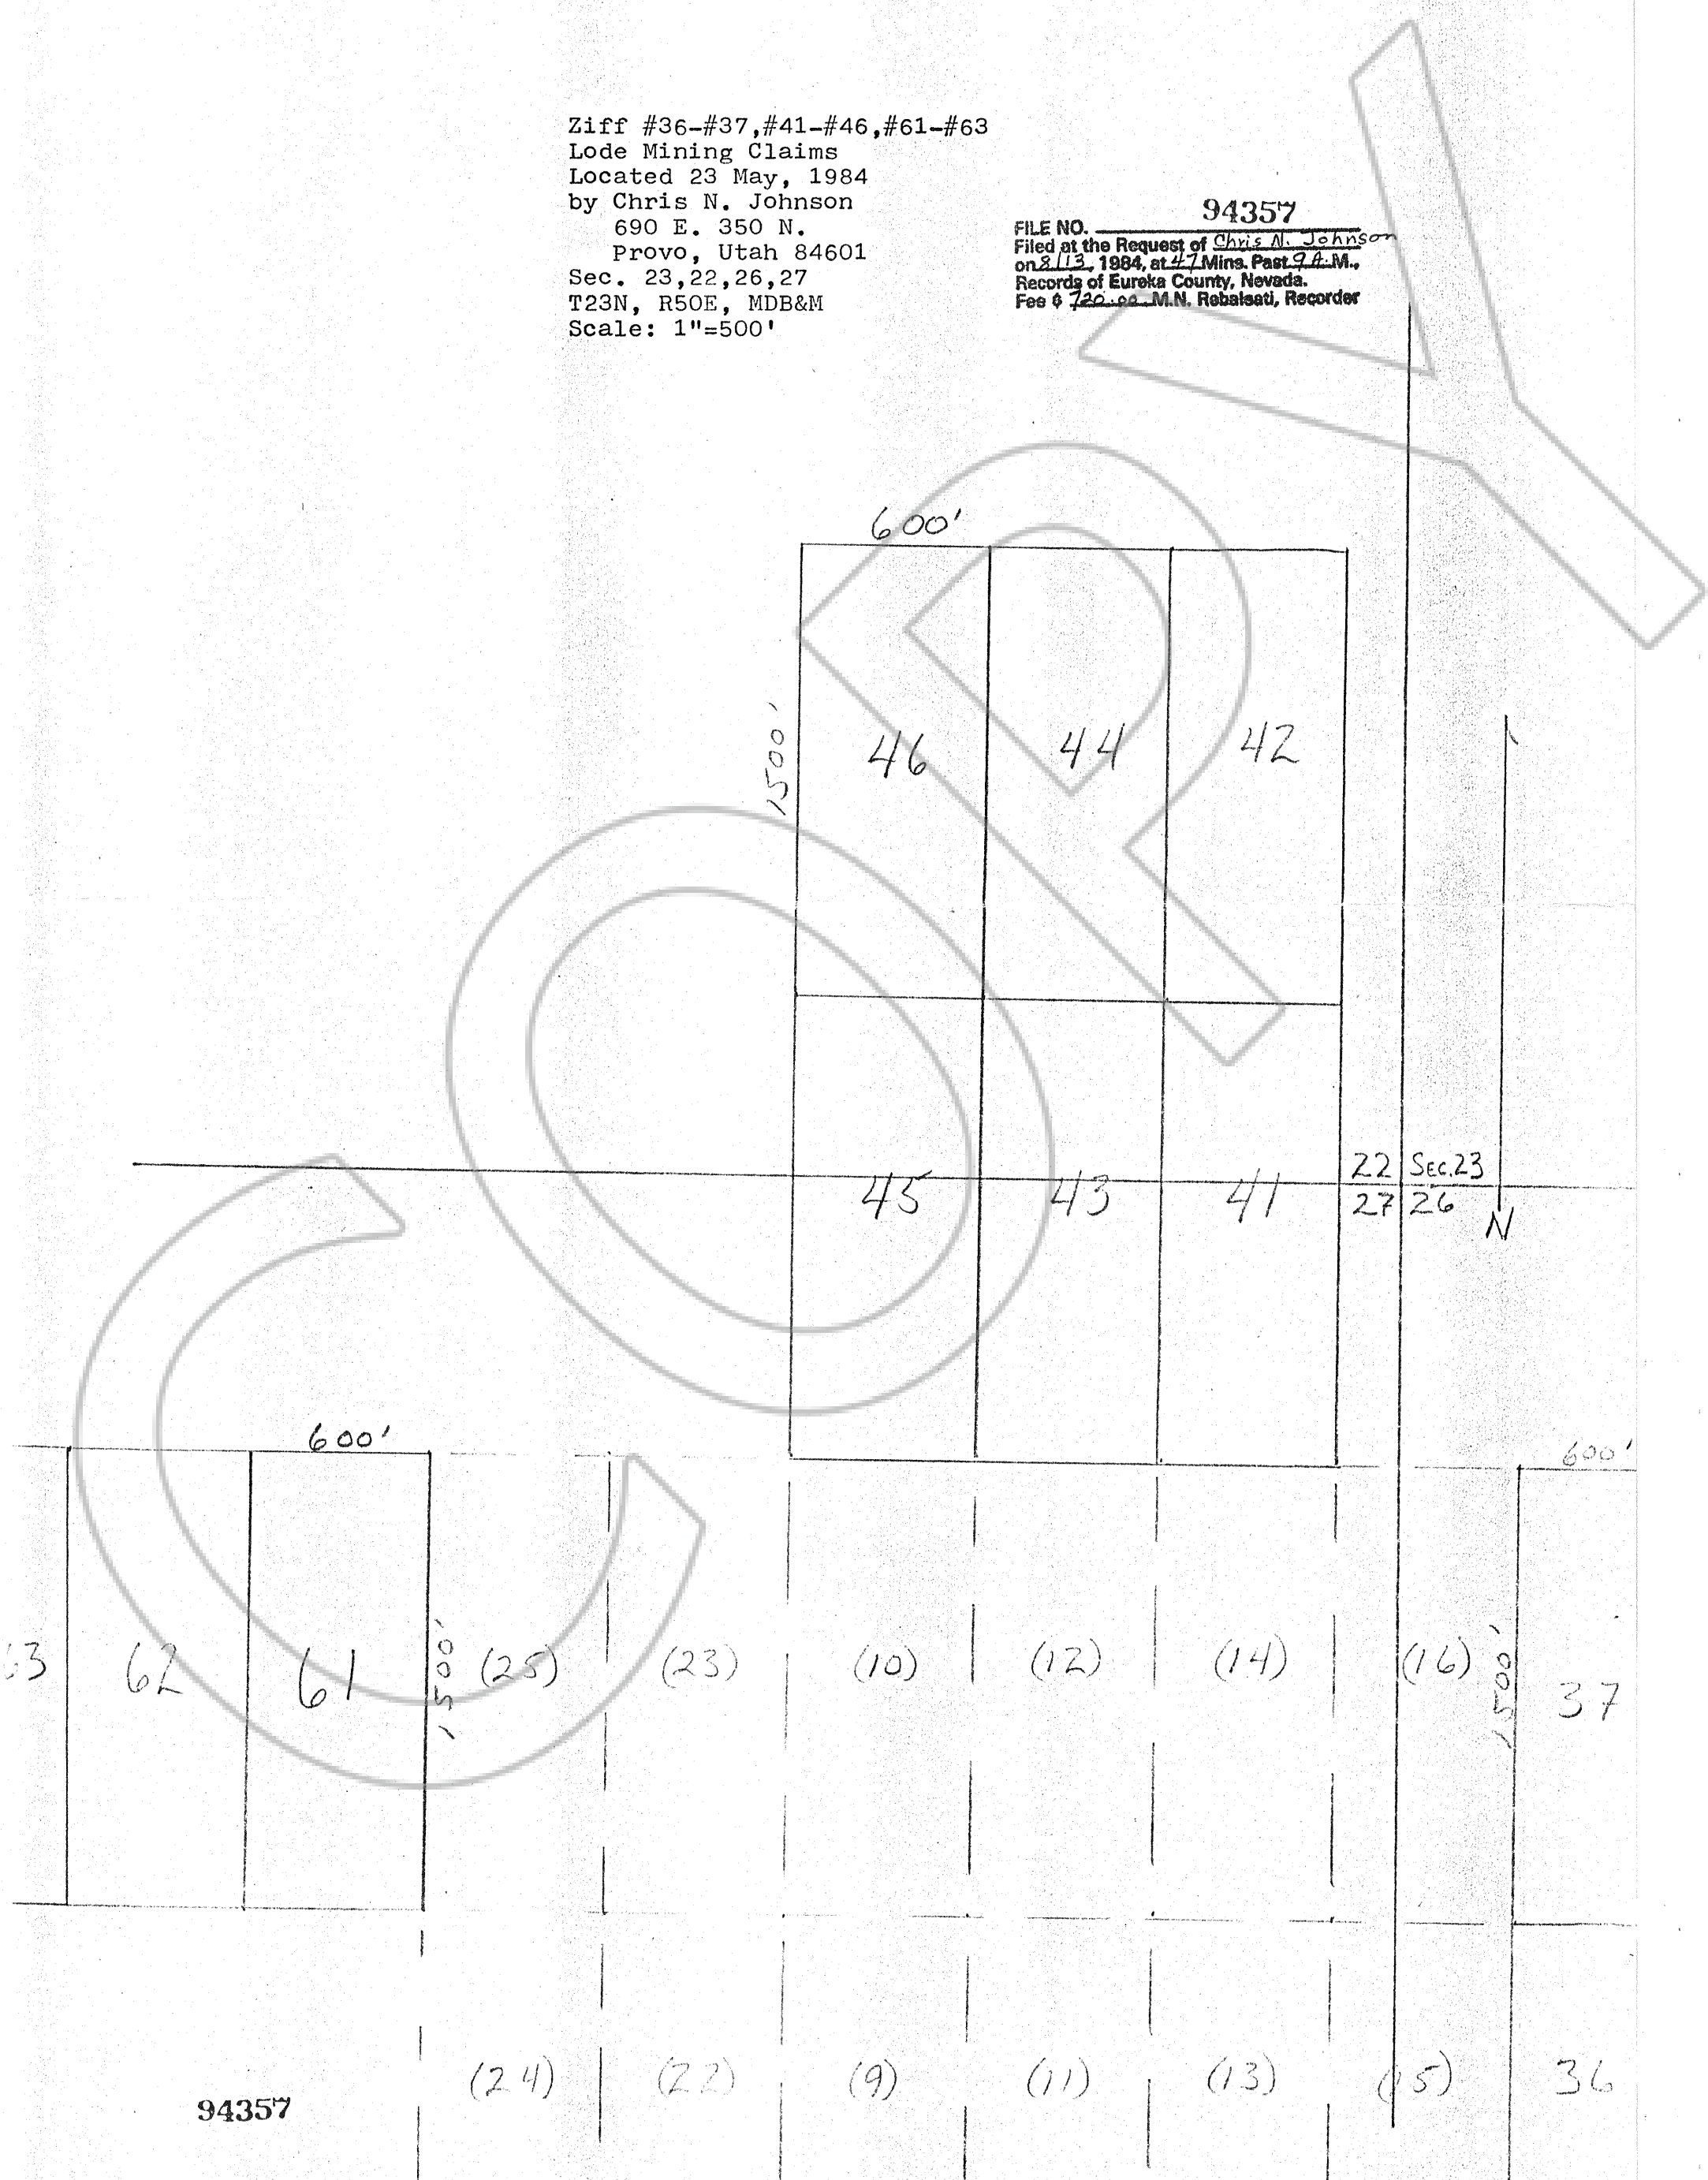 Ziff #36-#37,#41-#46,#61-#63
Lode Mining Claims
Located 23 May, 1984
by Chris N. Johnson
690 E. 350 N.
Provo, Utah 84601
Sec. 23,22,26,27
T23N, R50E, MDB&M
Scale: 1"=500'
94357
FILE NO.
Filed at the Request of Chris N. Johnson
on 8/13, 1984, at 47 Mins. Past 9 A.M.,
Records of Eureka County, Nevada.
Fee $ 720.00 M.N. Rebaleati, Recorder
COPY
600'
1500'
46 44 42
22 SEC.23
45 43 41
27 26
N
600'
600'
63 62 61
1500'
(25) (23) (10) (12) (14) (16)
1500'
37
(24) (22) (9) (11) (13) (15) 36
94357